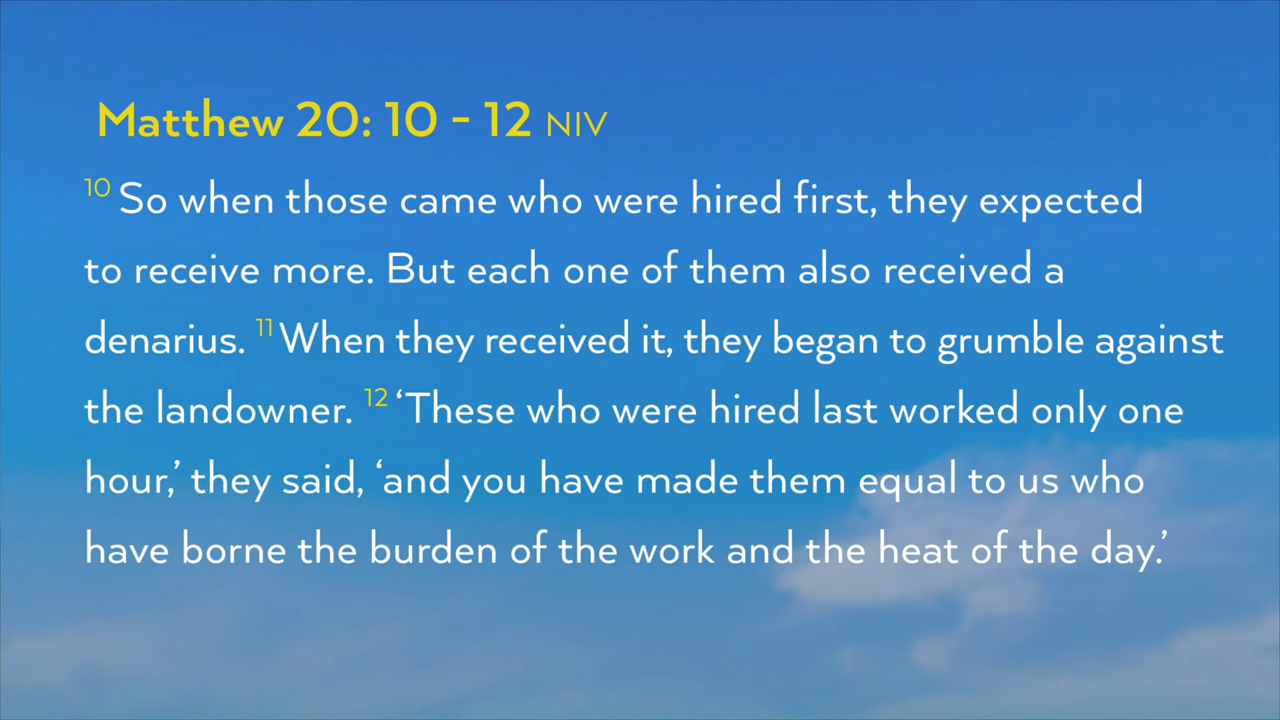 Matthew 20: 10 - 12 NIV
10 So when those came who were hired first, they expected
to receive more. But each one of them also received a
denarius. 11 When they received it, they began to grumble against
the landowner. 12 ‘These who were hired last worked only one
hour,’ they said, ‘and you have made them equal to us who
have borne the burden of the work and the heat of the day.’